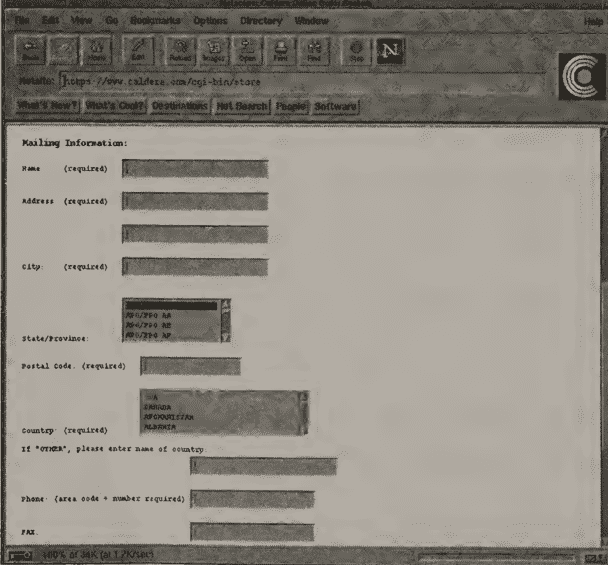 File Edit View Go Bookmarks Options Directory Window Help
Back Home Edit Reload Images Open Print Find Stop N
https://www.caldera.com/cgi-bin/store
What's New? What's Cool? Destinations Net Search People Software
Mailing Information:
Name (required)
Address (required)
City: (required)
APO/FPO AA
APO/FPO AE
APO/FPO AP
State/Province:
Postal Code: (required)
CANADA
AFGHANISTAN
ALBANIA
Country: (required)
If "OTHER", please enter name of country:
Phone: (area code + number required)
FAX: